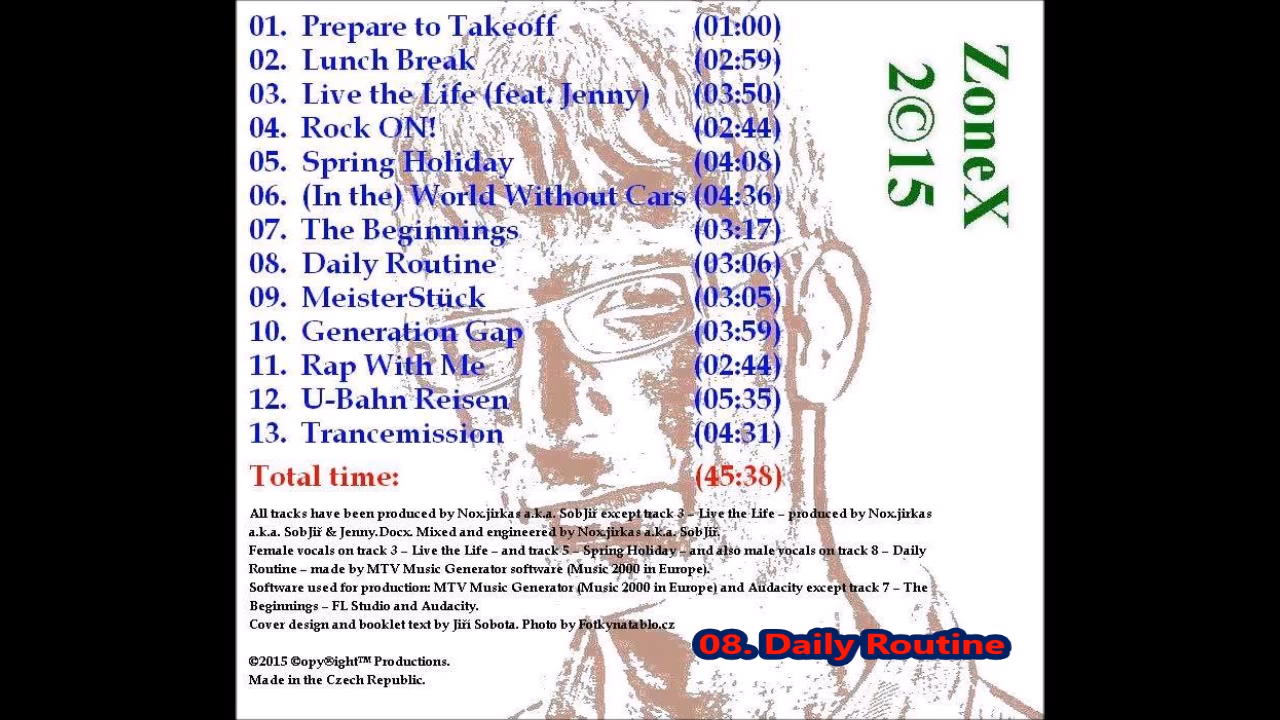 01. Prepare to Takeoff (01:00)
02. Lunch Break (02:59)
03. Live the Life (feat. Jenny) (03:50)
04. Rock ON! (02:44)
05. Spring Holiday (04:08)
06. (In the) World Without Cars (04:36)
07. The Beginnings (03:17)
08. Daily Routine (03:06)
09. MeisterStück (03:05)
10. Generation Gap (03:59)
11. Rap With Me (02:44)
12. U-Bahn Reisen (05:35)
13. Trancemission (04:31)
Total time: (45:38)
ZoneX
2©15
All tracks have been produced by Nox.jirkas a.k.a. SobJiř except track 3 – Live the Life – produced by Nox.jirkas
a.k.a. SobJiř & Jenny.Docx. Mixed and engineered by Nox.jirkas a.k.a. SobJiř.
Female vocals on track 3 – Live the Life – and track 5 – Spring Holiday – and also male vocals on track 8 – Daily
Routine – made by MTV Music Generator software (Music 2000 in Europe).
Software used for production: MTV Music Generator (Music 2000 in Europe) and Audacity except track 7 – The
Beginnings – FL Studio and Audacity.
Cover design and booklet text by Jiří Sobota. Photo by Fotkynatablo.cz
08. Daily Routine
©2015 ©opy®ight™ Productions.
Made in the Czech Republic.